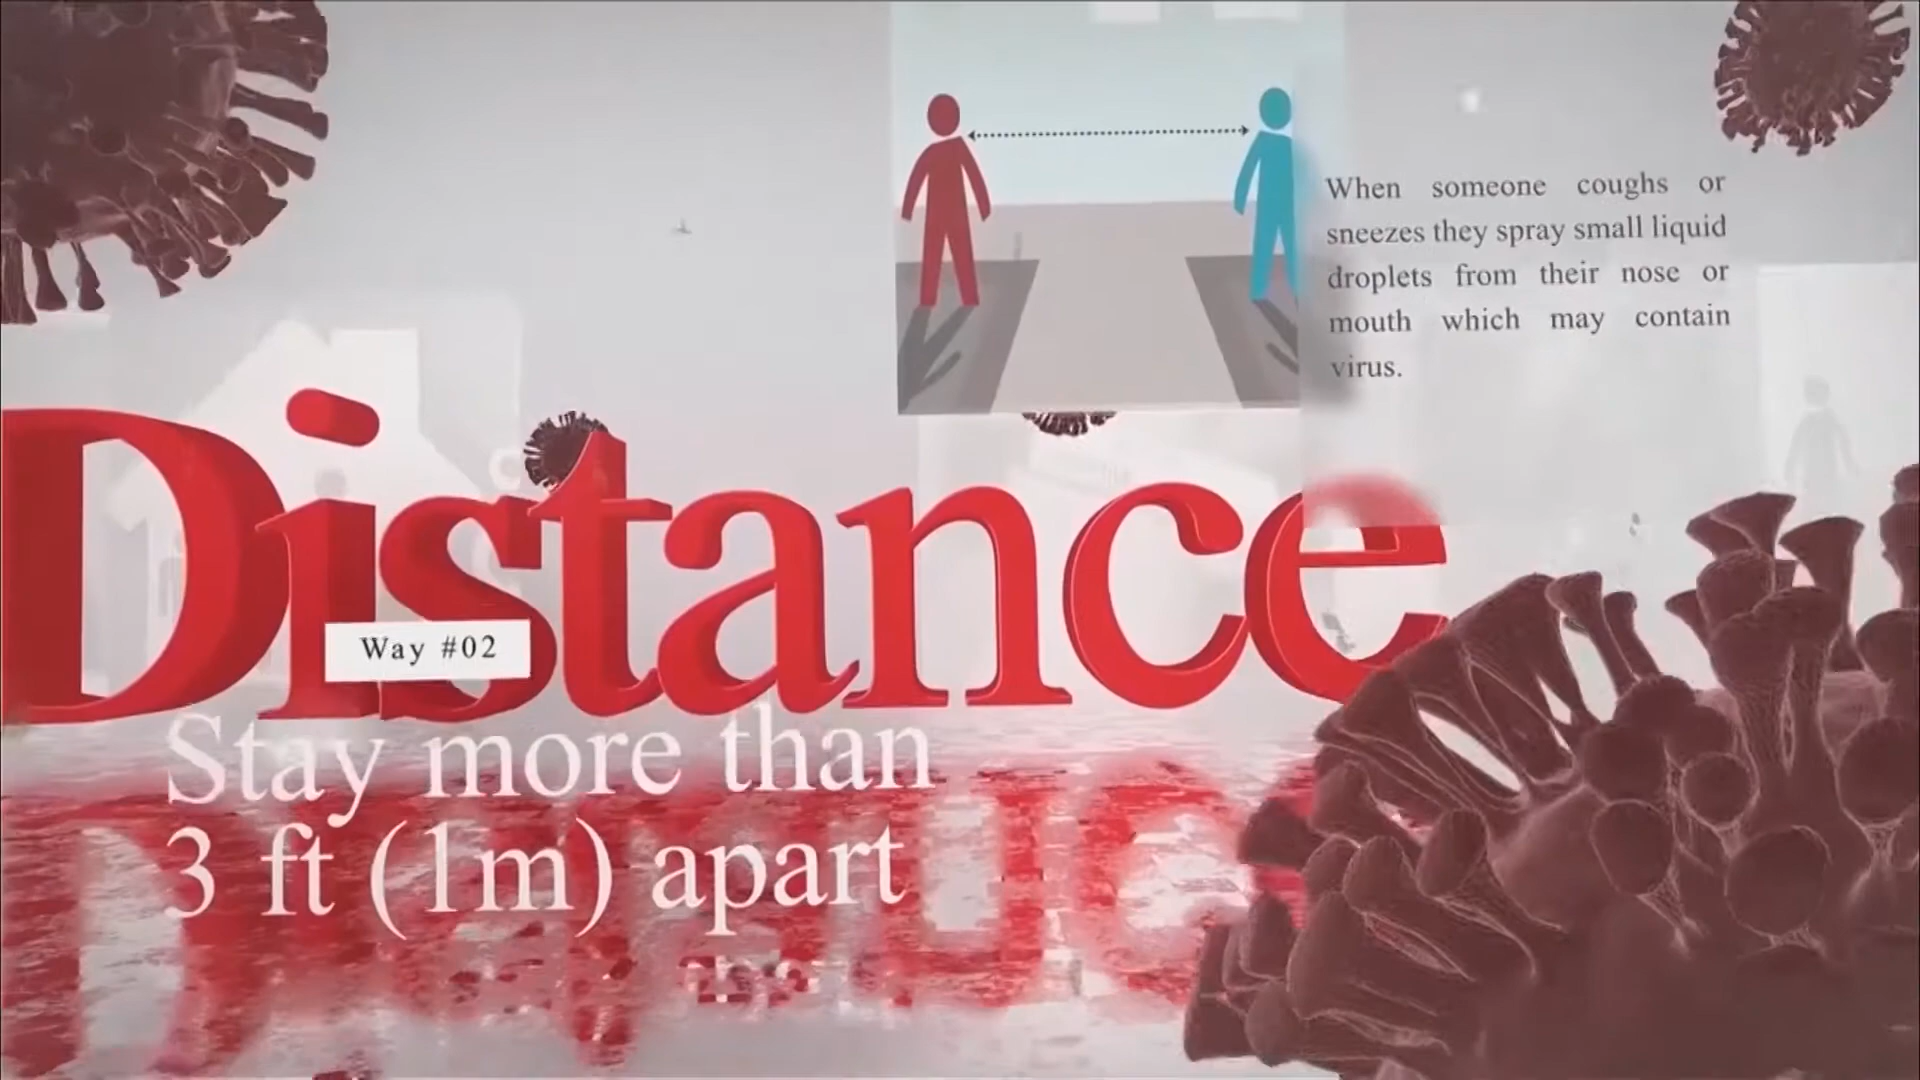 When someone coughs or
sneezes they spray small liquid
droplets from their nose or
mouth which may contain
virus.
Distance
Way #02
Stay more than
3 ft (1m) apart